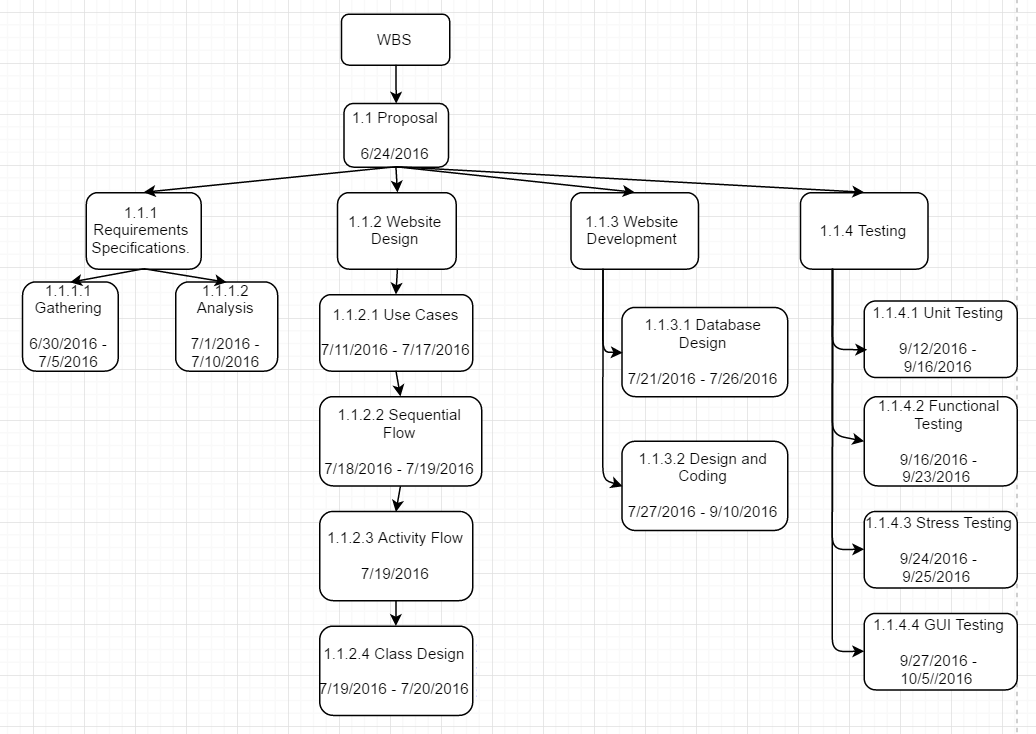 WBS
1.1 Proposal
6/24/2016
1.1.1
Requirements
Specifications.
1.1.1.1
Gathering
6/30/2016 -
7/5/2016
1.1.1.2
Analysis
7/1/2016 -
7/10/2016
1.1.2 Website
Design
1.1.2.1 Use Cases
7/11/2016 - 7/17/2016
1.1.2.2 Sequential
Flow
7/18/2016 - 7/19/2016
1.1.2.3 Activity Flow
7/19/2016
1.1.2.4 Class Design
7/19/2016 - 7/20/2016
1.1.3 Website
Development
1.1.3.1 Database
Design
7/21/2016 - 7/26/2016
1.1.3.2 Design and
Coding
7/27/2016 - 9/10/2016
1.1.4 Testing
1.1.4.1 Unit Testing
9/12/2016 -
9/16/2016
1.1.4.2 Functional
Testing
9/16/2016 -
9/23/2016
1.1.4.3 Stress Testing
9/24/2016 -
9/25/2016
1.1.4.4 GUI Testing
9/27/2016 -
10/5//2016